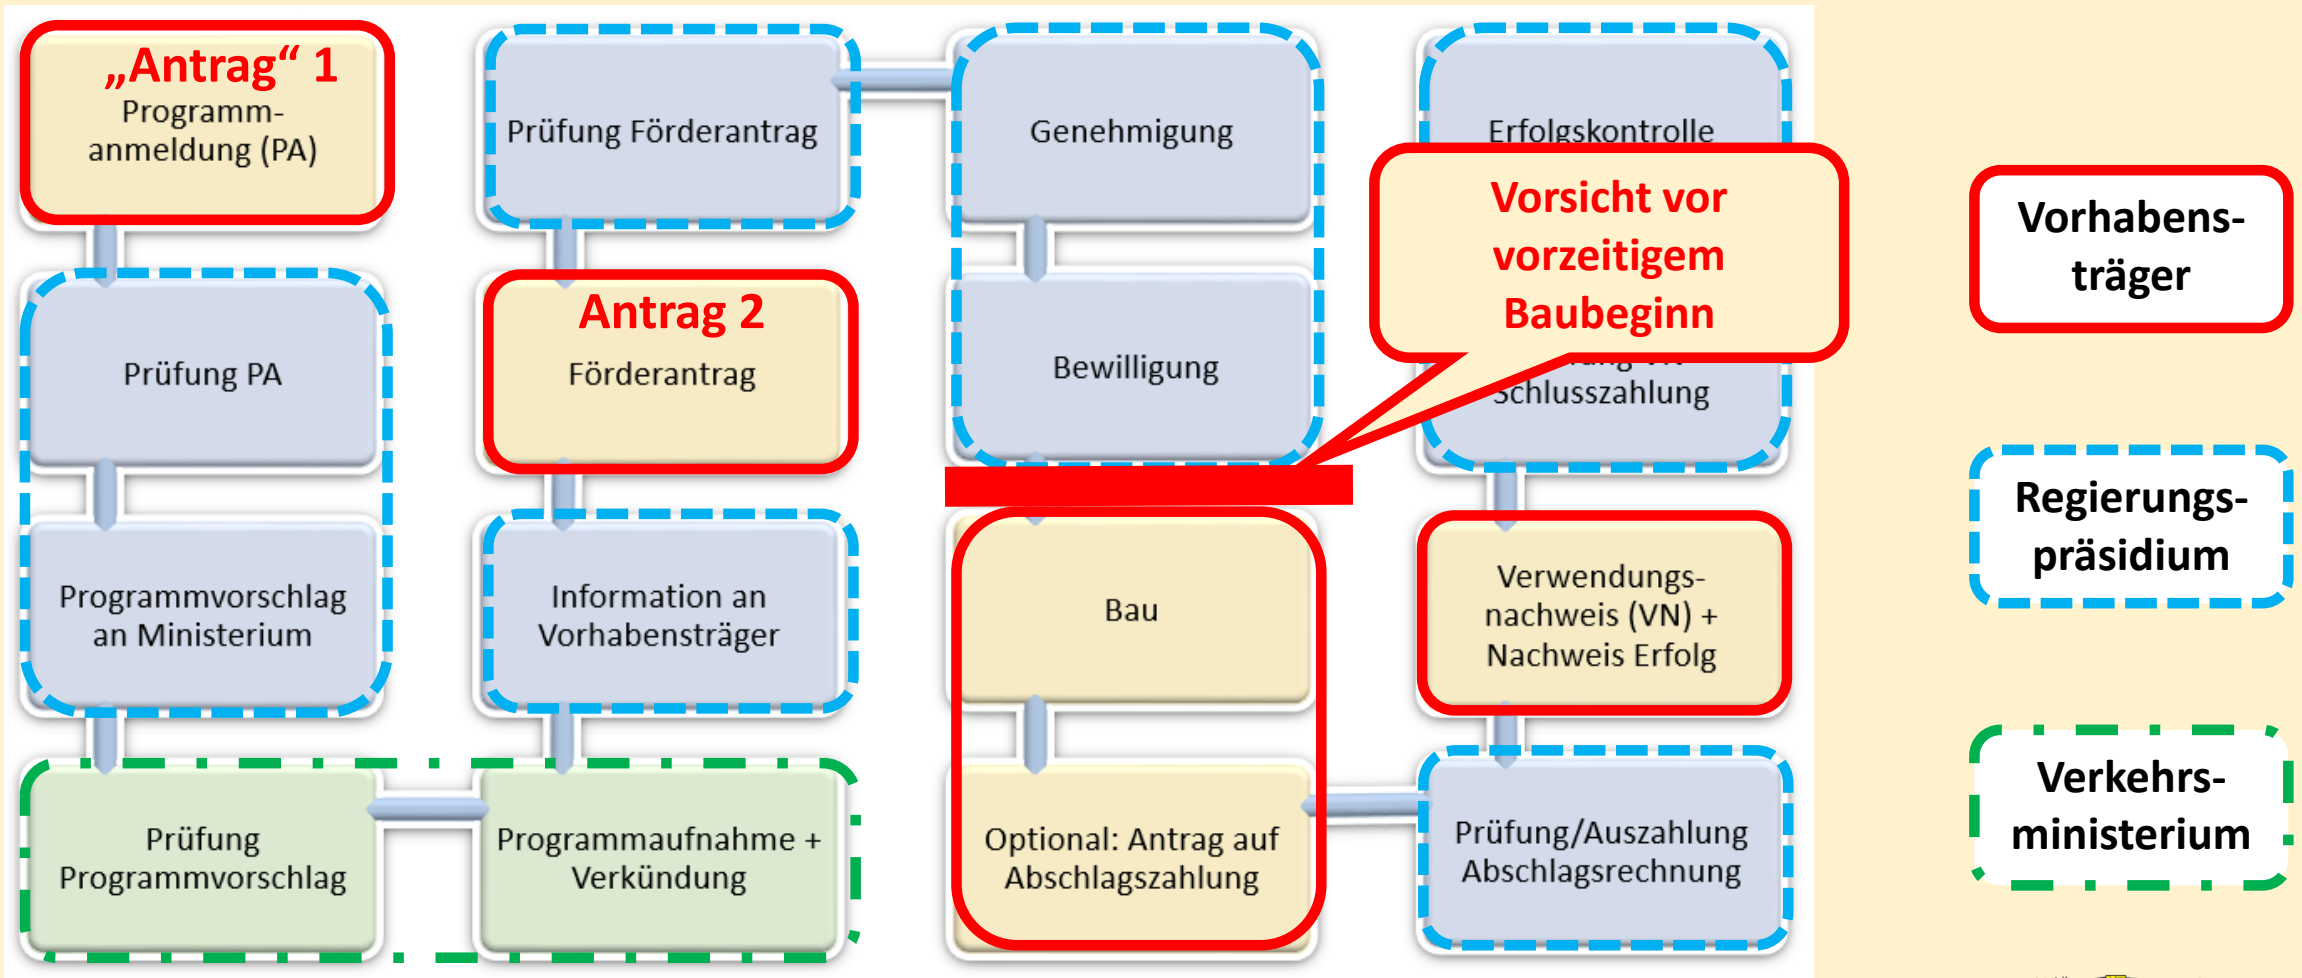 „Antrag“ 1
Programm-
anmeldung (PA)
Prüfung PA
Programmvorschlag
an Ministerium
Prüfung
Programmvorschlag
Programmaufnahme +
Verkündung
Information an
Vorhabensträger
Antrag 2
Förderantrag
Prüfung Förderantrag
Genehmigung
Bewilligung
Bau
Optional: Antrag auf
Abschlagszahlung
Prüfung/Auszahlung
Abschlagsrechnung
Verwendungs-
nachweis (VN) +
Nachweis Erfolg
Schlusszahlung
Erfolgskontrolle
Vorsicht vor
vorzeitigem
Baubeginn
Vorhabens-
träger
Regierungs-
präsidium
Verkehrs-
ministerium